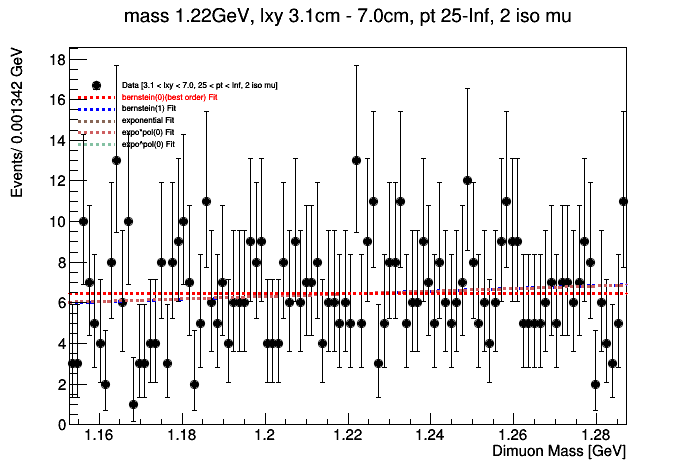 mass 1.22GeV, lxy 3.1cm - 7.0cm, pt 25-Inf, 2 iso mu
Events/ 0.001342 GeV
18
16
14
12
10
8
6
4
2
0
Data [3.1 < lxy < 7.0, 25 < pt < Inf, 2 iso mu]
bernstein(0)(best order) Fit
bernstein(1) Fit
exponential Fit
expo*pol(0) Fit
expo^pol(0) Fit
1.16 1.18 1.2 1.22 1.24 1.26 1.28
Dimuon Mass [GeV]